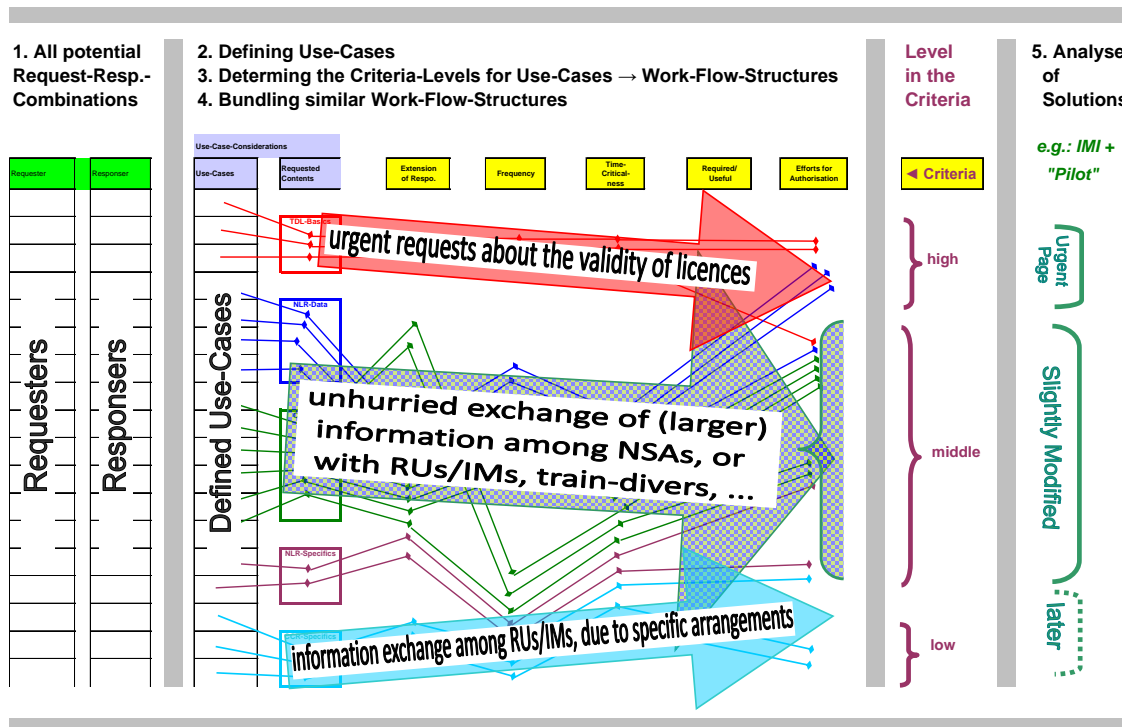 1. All potential
Request-Resp.-
Combinations
2. Defining Use-Cases
3. Determing the Criteria-Levels for Use-Cases → Work-Flow-Structures
4. Bundling similar Work-Flow-Structures
Level
in the
Criteria
5. Analyse
of
Solutions
e.g.: IMI +
"Pilot"
Use-Case-Considerations
Requester
Responser
Use-Cases
Requested
Contents
Extension
of Respo.
Frequency
Time-
Critical-
ness
Required/
Useful
Efforts for
Authorisation
◄ Criteria
TDL-Basics
urgent requests about the validity of licences
high
Urgent
Page
NLR-Data
Requesters
Responsers
Defined Use-Cases
unhurried exchange of (larger)
information among NSAs, or
with RUs/IMs, train-divers, ...
middle
Slightly Modified
NLR-Specifics
information exchange among RUs/IMs, due to specific arrangements
low
later